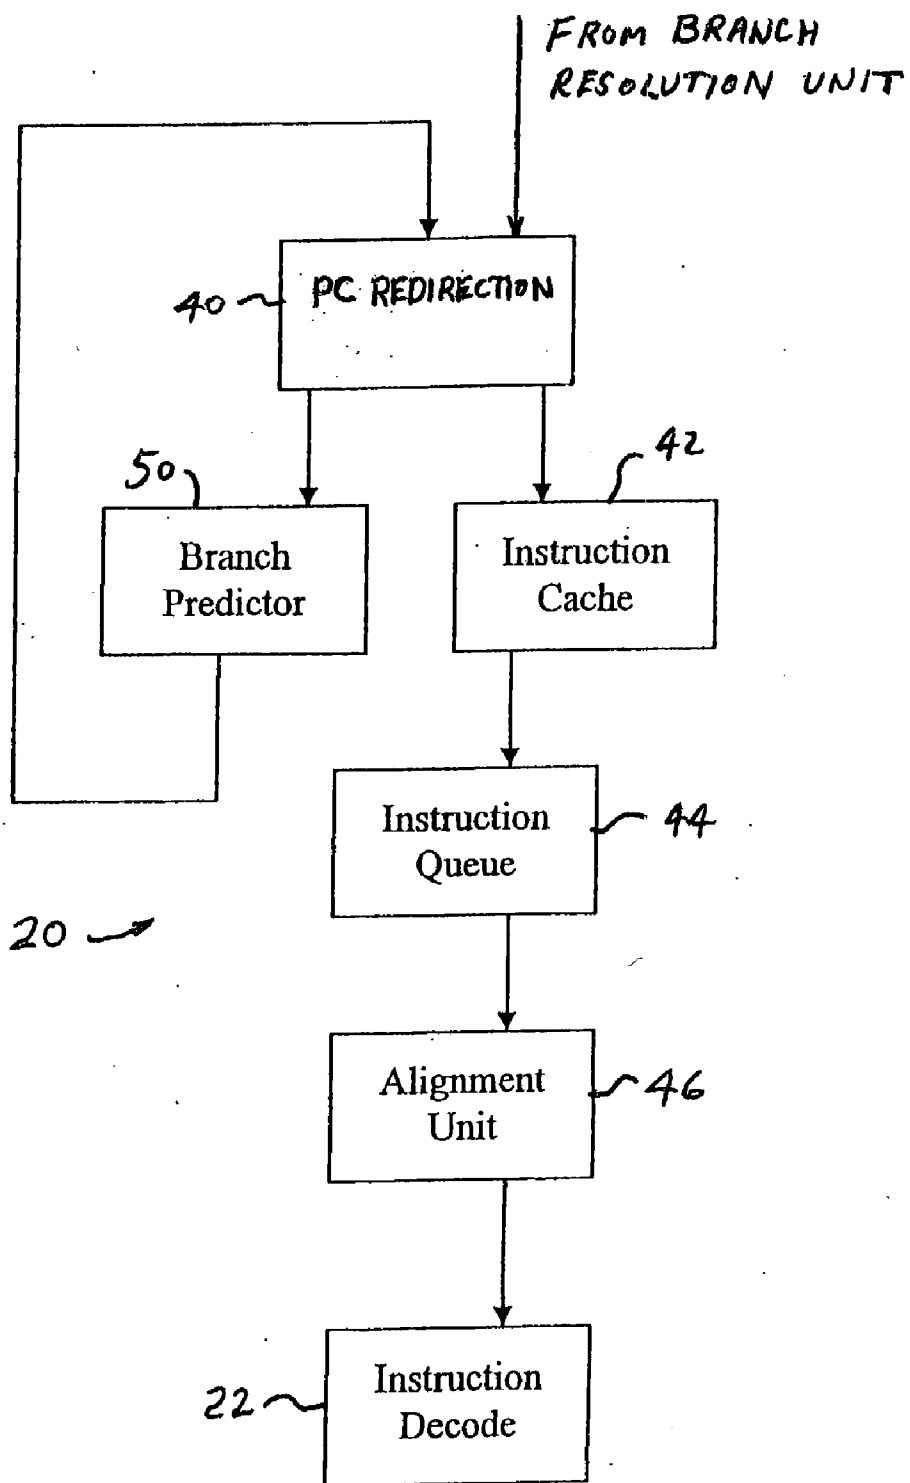 FROM BRANCH
RESOLUTION UNIT
40
PC REDIRECTION
50
42
Branch
Predictor
Instruction
Cache
Instruction
Queue
44
20
Alignment
Unit
46
22
Instruction
Decode